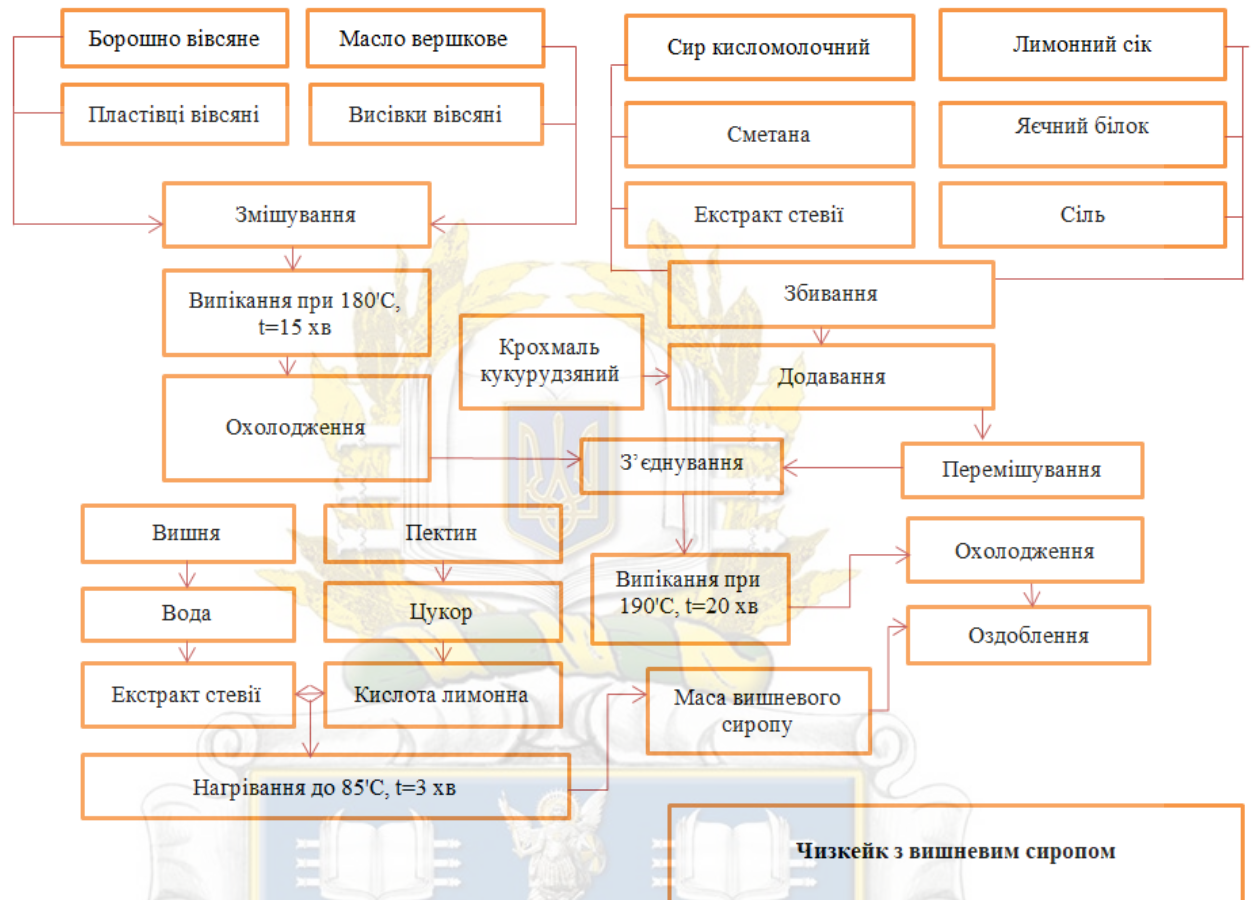 Борошно вівсяне
Масло вершкове
Сир кисломолочний
Лимонний сік
Пластівці вівсяні
Висівки вівсяні
Сметана
Яєчний білок
Змішування
Екстракт стевії
Сіль
Випікання при 180'С,
t=15 хв
Збивання
Крохмаль
кукурудзяний
Додавання
Охолодження
З’єднування
Перемішування
Вишня
Пектин
Випікання при
190'С, t=20 хв
Охолодження
Вода
Цукор
Оздоблення
Екстракт стевії
Кислота лимонна
Маса вишневого
сиропу
Нагрівання до 85'С, t=3 хв
Чизкейк з вишневим сиропом